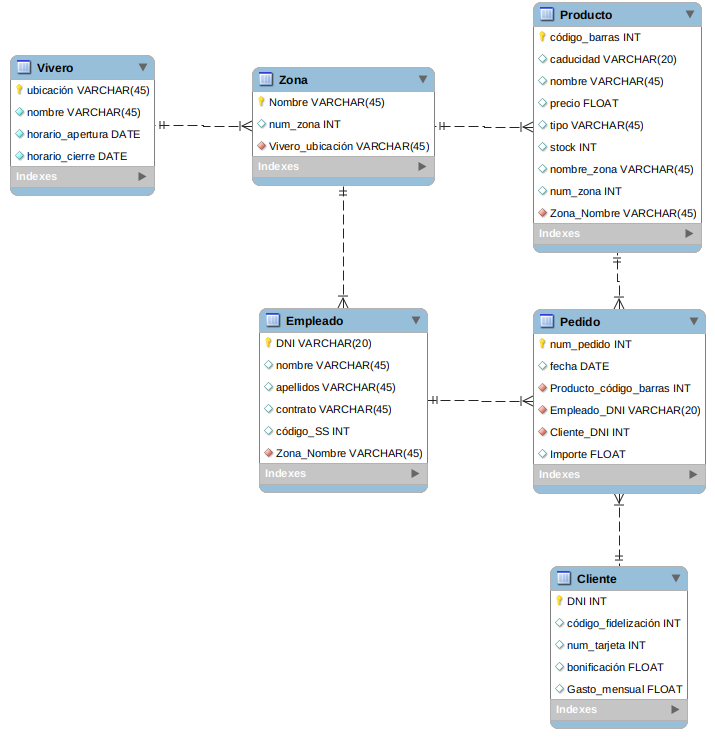 Vivero
ubicación VARCHAR(45)
nombre VARCHAR(45)
horario_apertura DATE
horario_cierre DATE
Indexes
Zona
Nombre VARCHAR(45)
num_zona INT
Vivero_ubicación VARCHAR(45)
Indexes
Producto
código_barras INT
caducidad VARCHAR(20)
nombre VARCHAR(45)
precio FLOAT
tipo VARCHAR(45)
stock INT
nombre_zona VARCHAR(45)
num_zona INT
Zona_Nombre VARCHAR(45)
Indexes
Empleado
DNI VARCHAR(20)
nombre VARCHAR(45)
apellidos VARCHAR(45)
contrato VARCHAR(45)
código_SS INT
Zona_Nombre VARCHAR(45)
Indexes
Pedido
num_pedido INT
fecha DATE
Producto_código_barras INT
Empleado_DNI VARCHAR(20)
Cliente_DNI INT
Importe FLOAT
Indexes
Cliente
DNI INT
código_fidelización INT
num_tarjeta INT
bonificación FLOAT
Gasto_mensual FLOAT
Indexes